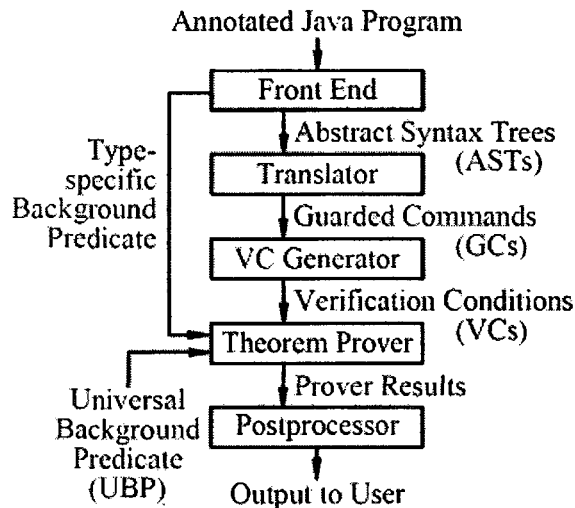 Annotated Java Program
Front End
Abstract Syntax Trees
(ASTs)
Type-
specific
Background
Predicate
Translator
Guarded Commands
(GCs)
VC Generator
Verification Conditions
(VCs)
Theorem Prover
Prover Results
Universal
Background
Predicate
(UBP)
Postprocessor
Output to User